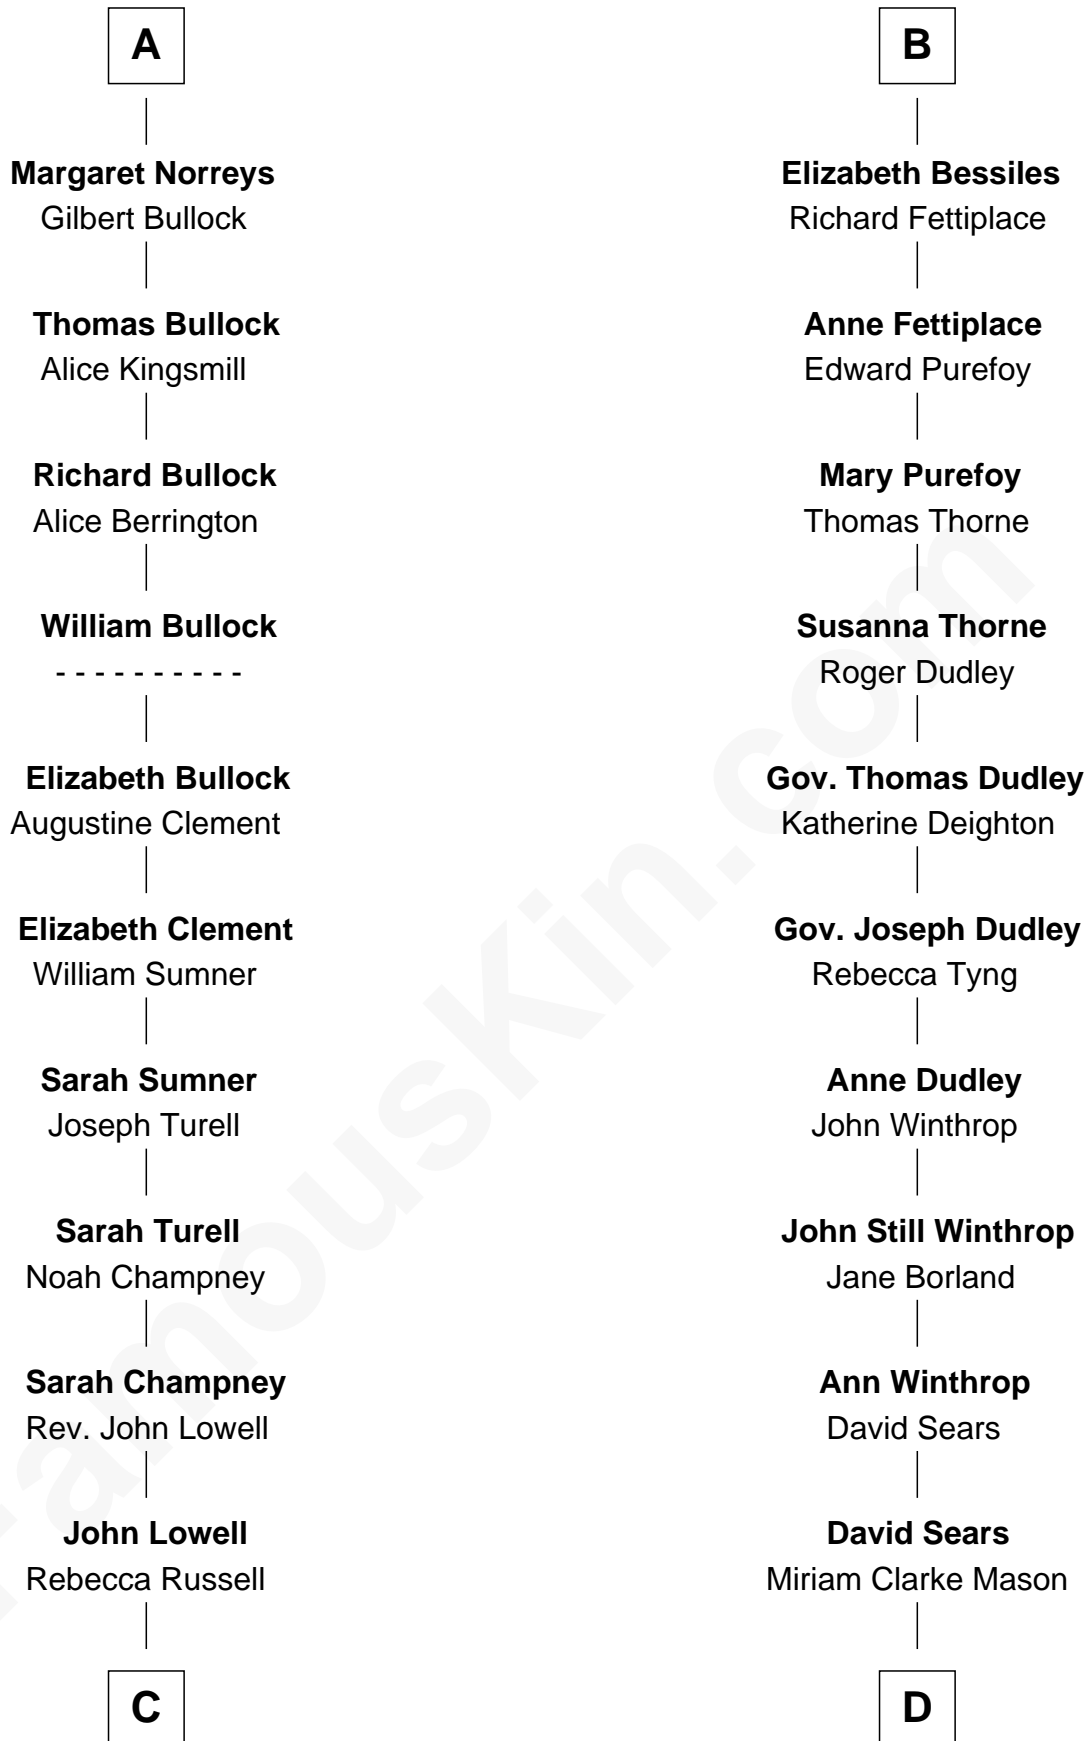 A
Margaret Norreys
Gilbert Bullock
Thomas Bullock
Alice Kingsmill
Richard Bullock
Alice Berrington
William Bullock
- - - - - - - - - -
Elizabeth Bullock
Augustine Clement
Elizabeth Clement
William Sumner
Sarah Sumner
Joseph Turell
Sarah Turell
Noah Champney
Sarah Champney
Rev. John Lowell
John Lowell
Rebecca Russell
C
B
Elizabeth Bessiles
Richard Fettiplace
Anne Fettiplace
Edward Purefoy
Mary Purefoy
Thomas Thorne
Susanna Thorne
Roger Dudley
Gov. Thomas Dudley
Katherine Deighton
Gov. Joseph Dudley
Rebecca Tyng
Anne Dudley
John Winthrop
John Still Winthrop
Jane Borland
Ann Winthrop
David Sears
David Sears
Miriam Clarke Mason
D
FamousKin.com